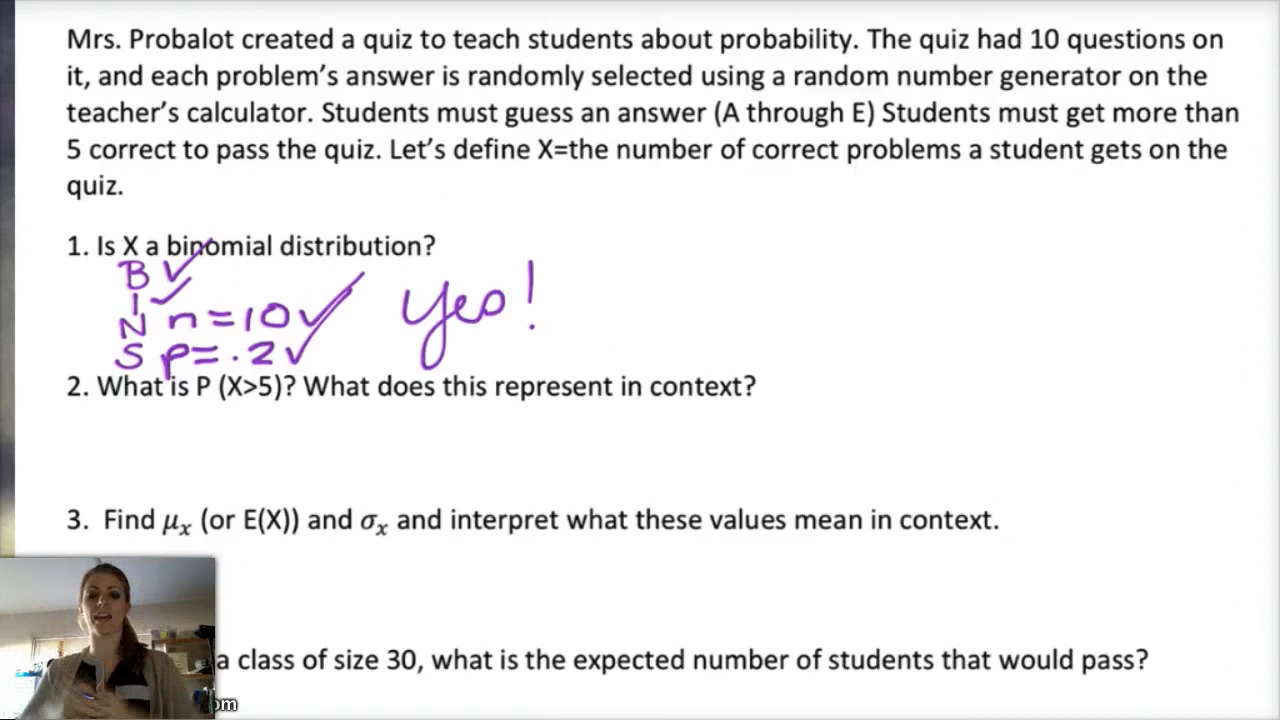 Mrs. Probalot created a quiz to teach students about probability. The quiz had 10 questions on
it, and each problem's answer is randomly selected using a random number generator on the
teacher's calculator. Students must guess an answer (A through E) Students must get more than
5 correct to pass the quiz. Let's define X=the number of correct problems a student gets on the
quiz.
1. Is X a binomial distribution?
B ✓
I ✓
N n=10 ✓
S p=.2 ✓
Yes!
2. What is P (X>5)? What does this represent in context?
3. Find μₓ (or E(X)) and σₓ and interpret what these values mean in context.
a class of size 30, what is the expected number of students that would pass?
om